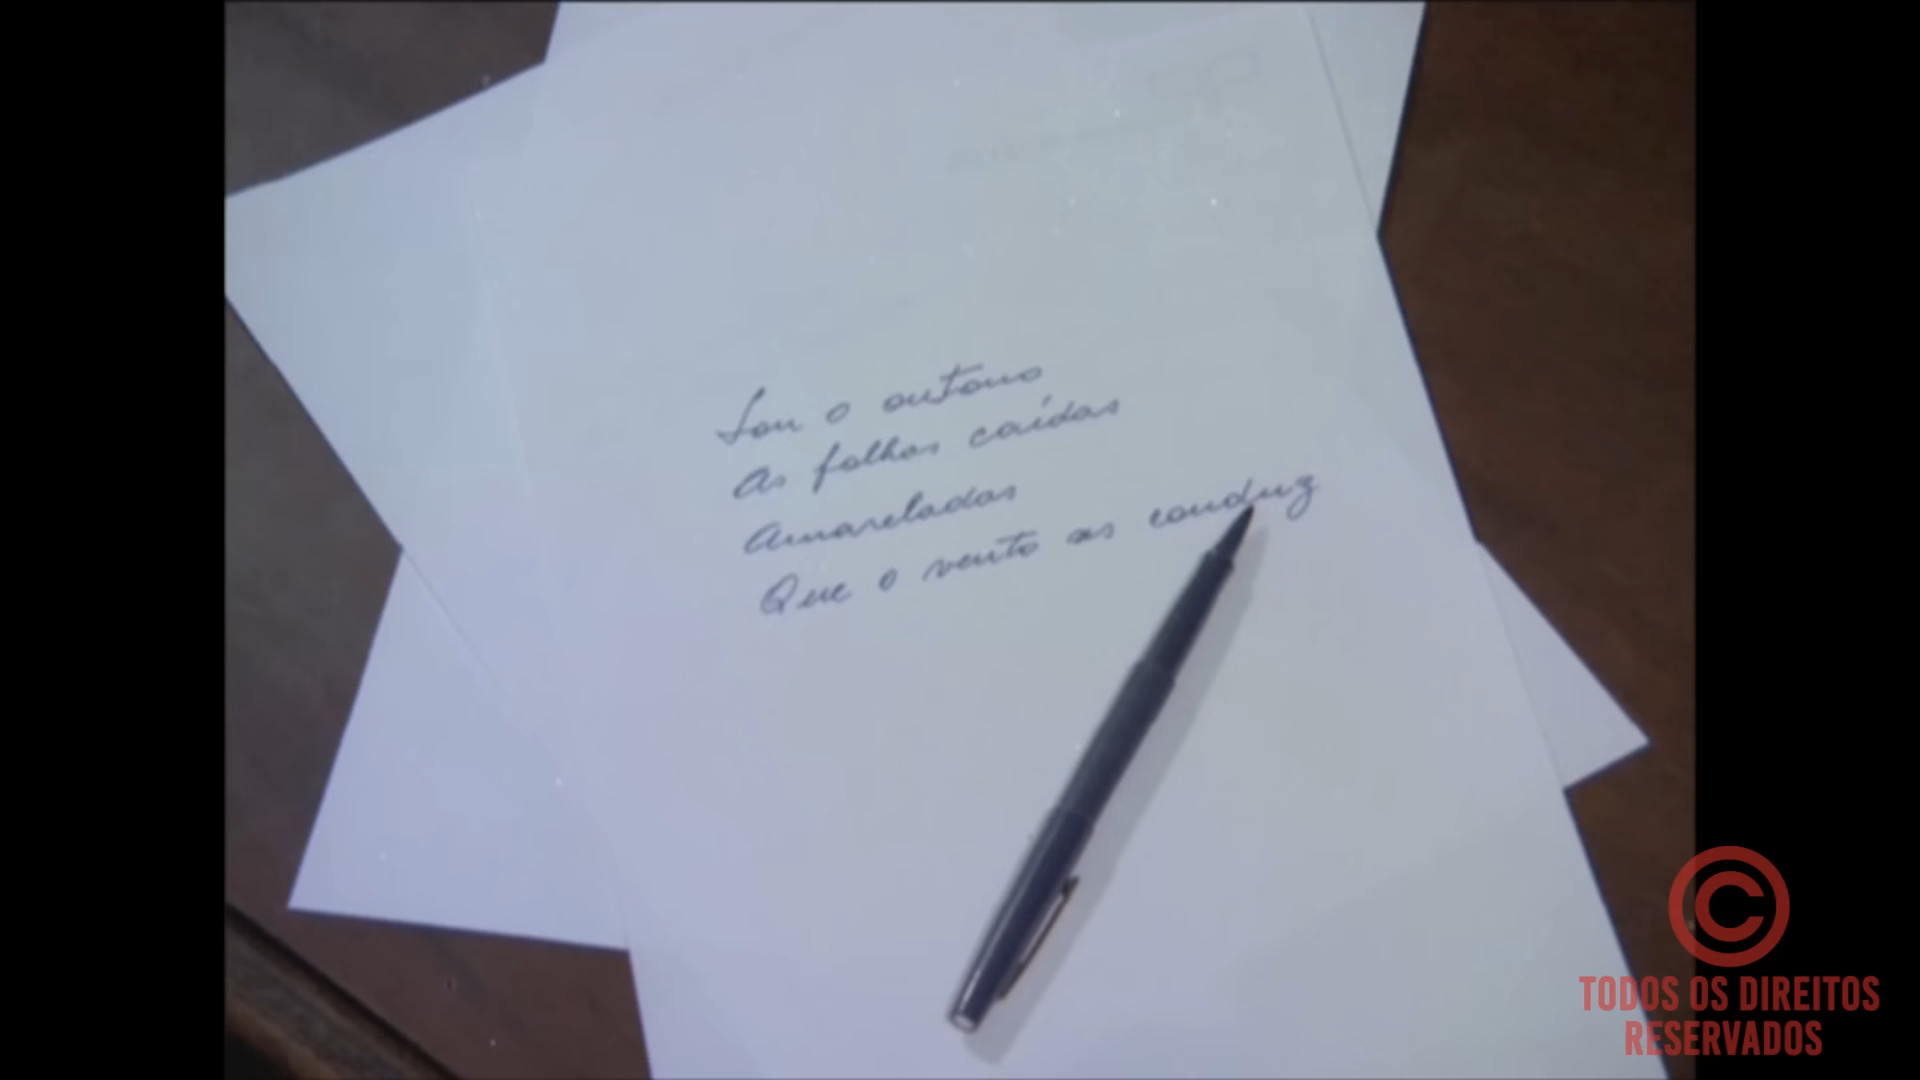 Sou o outono
As folhas caídas
Amareladas
Que o vento as conduz
C
TODOS OS DIREITOS
RESERVADOS